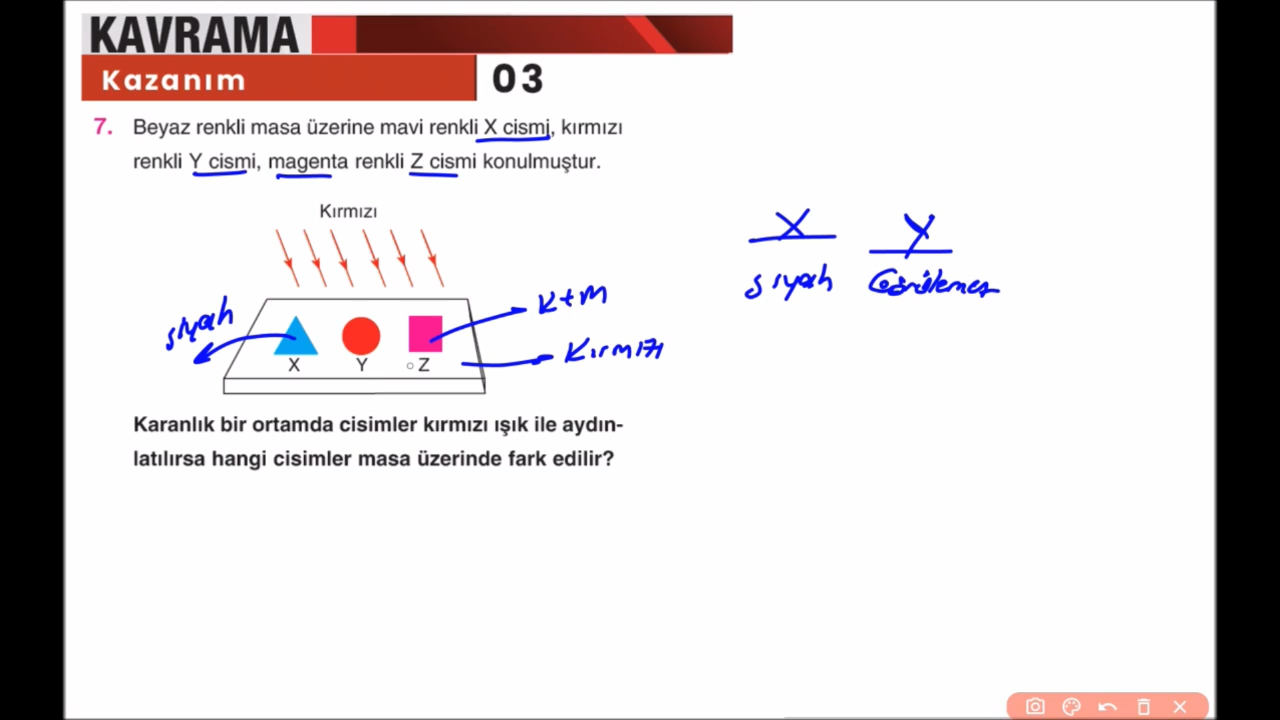 KAVRAMA
Kazanım 03
7. Beyaz renkli masa üzerine mavi renkli X cismi, kırmızı
renkli Y cismi, magenta renkli Z cismi konulmuştur.
Kırmızı
X Y
siyah Görülemez
siyah
K+M
Kırmızı
X Y Z
Karanlık bir ortamda cisimler kırmızı ışık ile aydın-
latılırsa hangi cisimler masa üzerinde fark edilir?